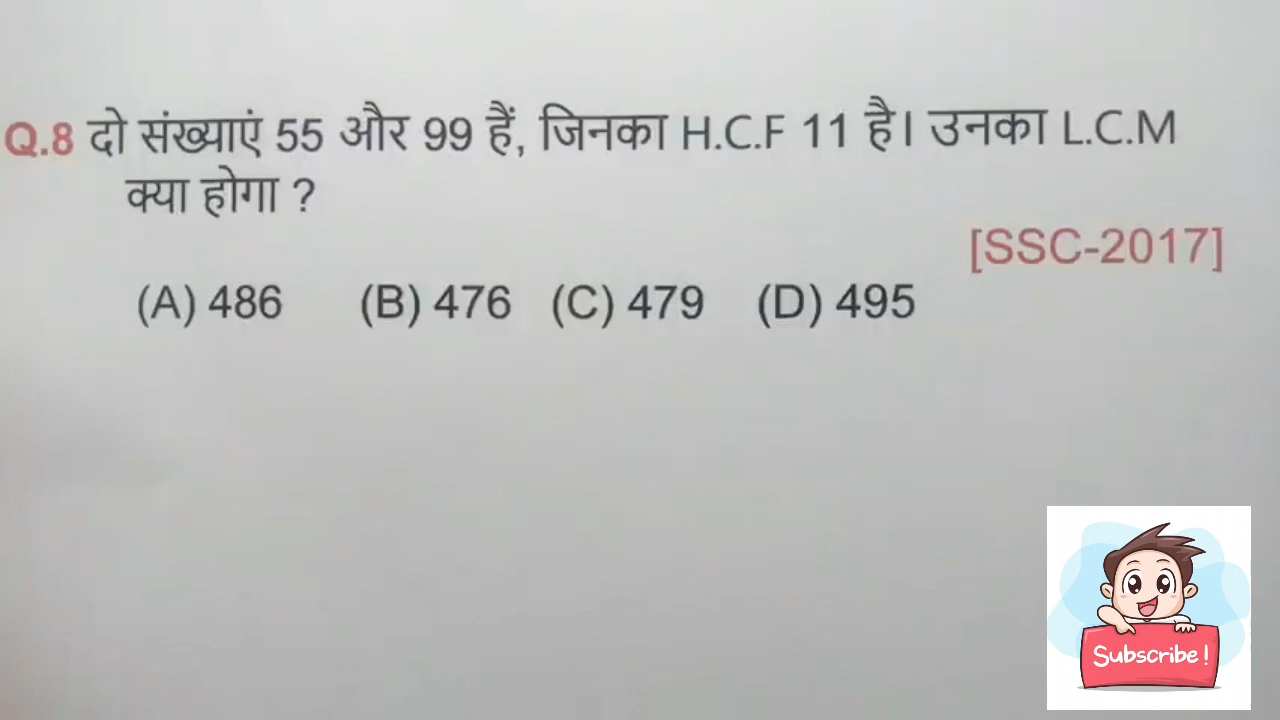 Q.8 दो संख्याएं 55 और 99 हैं, जिनका H.C.F 11 है। उनका L.C.M
क्या होगा ?
[SSC-2017]
(A) 486 (B) 476 (C) 479 (D) 495
Subscribe!